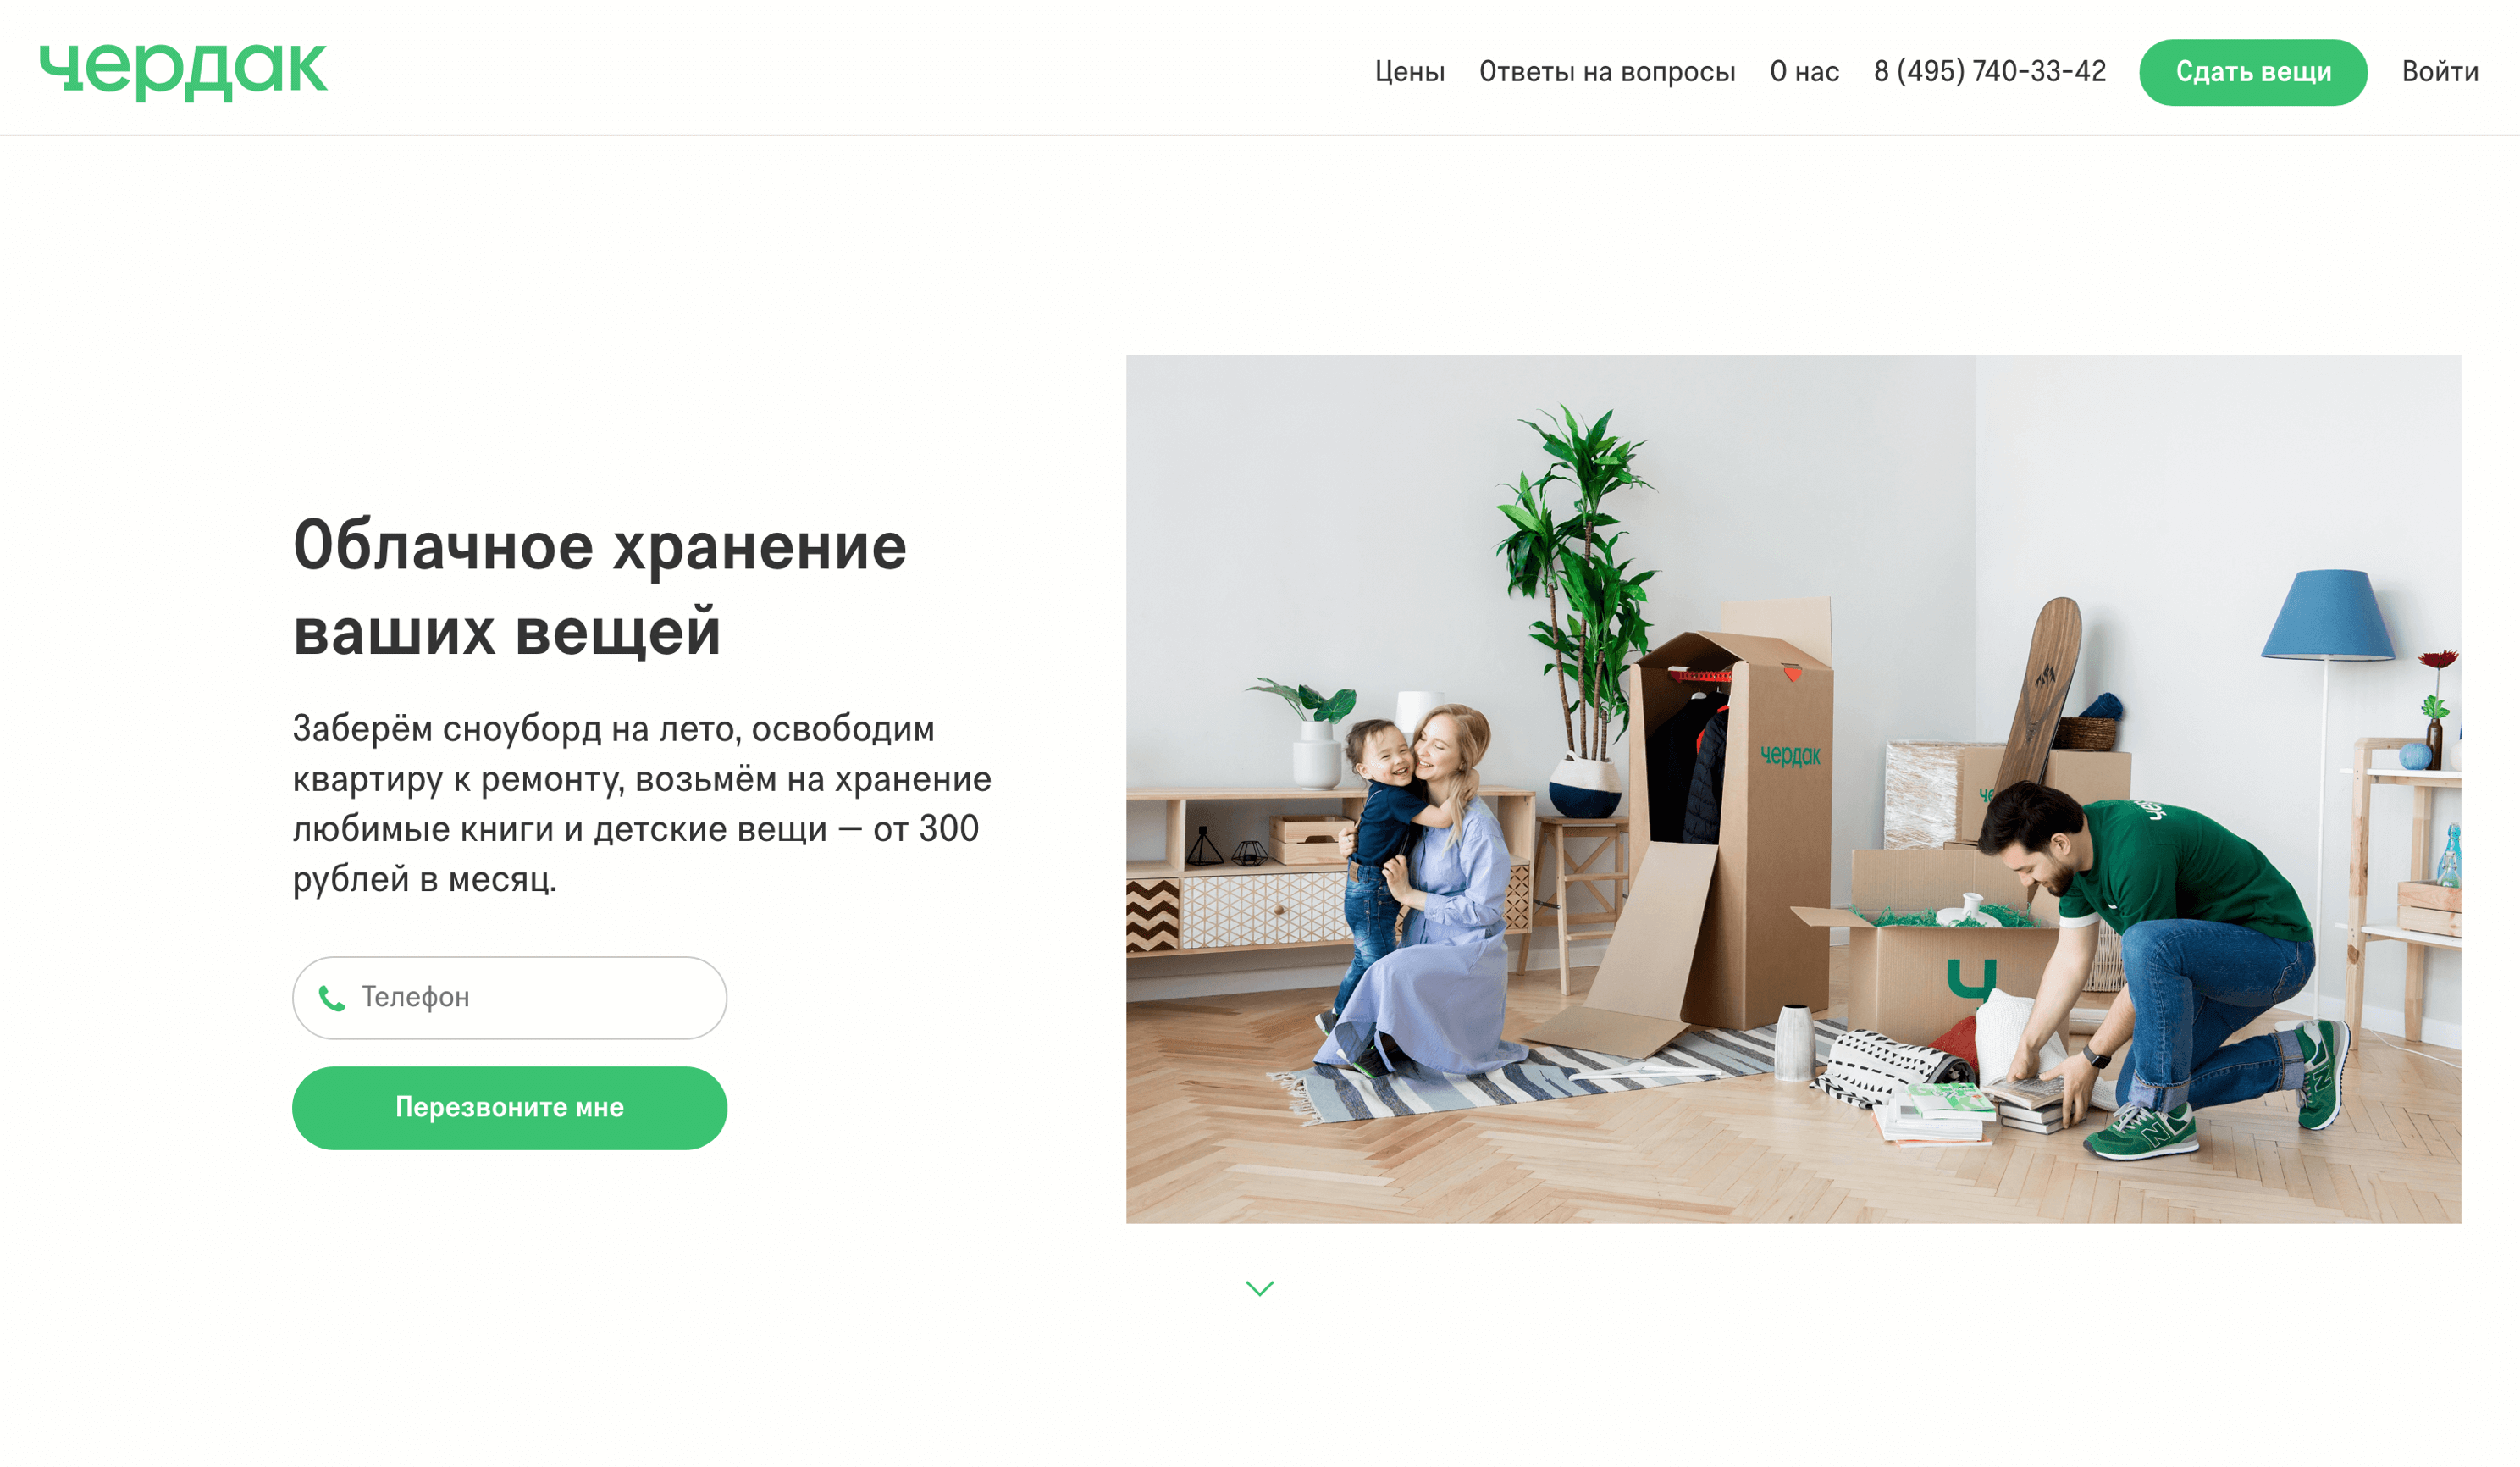 чердак
Цены
Ответы на вопросы
О нас
8 (495) 740-33-42
Сдать вещи
Войти
Облачное хранение
ваших вещей
Заберём сноуборд на лето, освободим
квартиру к ремонту, возьмём на хранение
любимые книги и детские вещи — от 300
рублей в месяц.
Телефон
Перезвоните мне
чердак
Ч
N